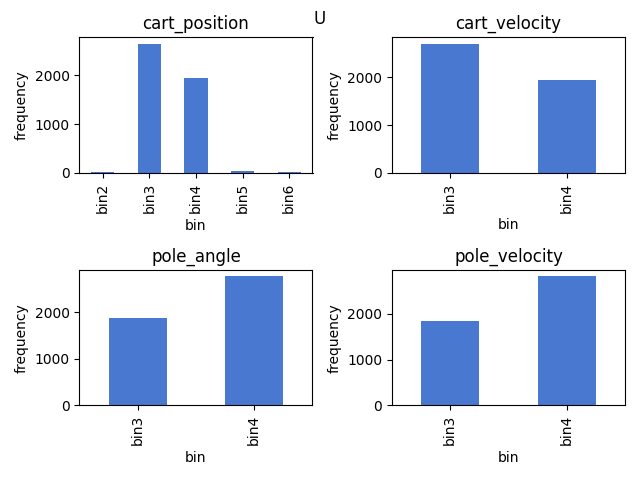 U
cart_position
frequency
2000
1000
0
bin2
bin3
bin4
bin5
bin6
bin
cart_velocity
frequency
2000
1000
0
bin3
bin4
bin
pole_angle
frequency
2000
1000
0
bin3
bin4
bin
pole_velocity
frequency
2000
1000
0
bin3
bin4
bin